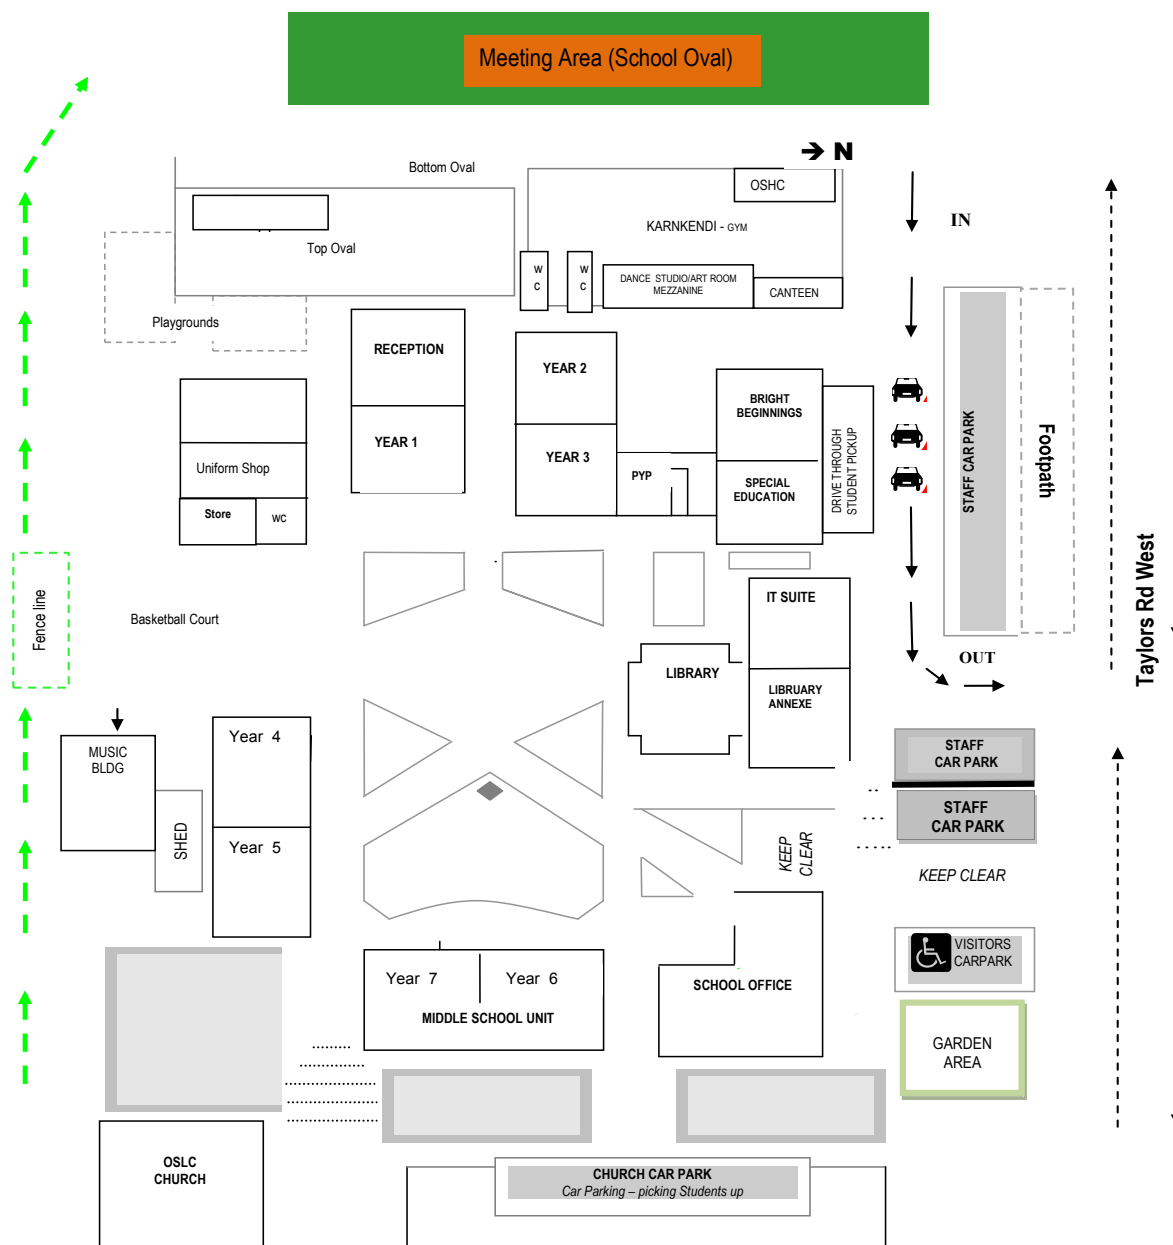 Meeting Area (School Oval)
➔ N
Bottom Oval
OSHC
IN
KARNKENDI - GYM
Top Oval
W
C
W
C
DANCE STUDIO/ART ROOM
MEZZANINE
CANTEEN
Playgrounds
RECEPTION
YEAR 2
BRIGHT
BEGINNINGS
YEAR 1
YEAR 3
Uniform Shop
PYP
SPECIAL
EDUCATION
DRIVE THROUGH
STUDENT PICKUP
STAFF CAR PARK
Footpath
Store
WC
Taylors Rd West
Fence line
Basketball Court
IT SUITE
OUT
LIBRARY
LIBRUARY
ANNEXE
Year 4
MUSIC
BLDG
STAFF
CAR PARK
STAFF
CAR PARK
SHED
Year 5
KEEP
CLEAR
KEEP CLEAR
VISITORS
CARPARK
Year 7
Year 6
SCHOOL OFFICE
MIDDLE SCHOOL UNIT
GARDEN
AREA
OSLC
CHURCH
CHURCH CAR PARK
Car Parking – picking Students up